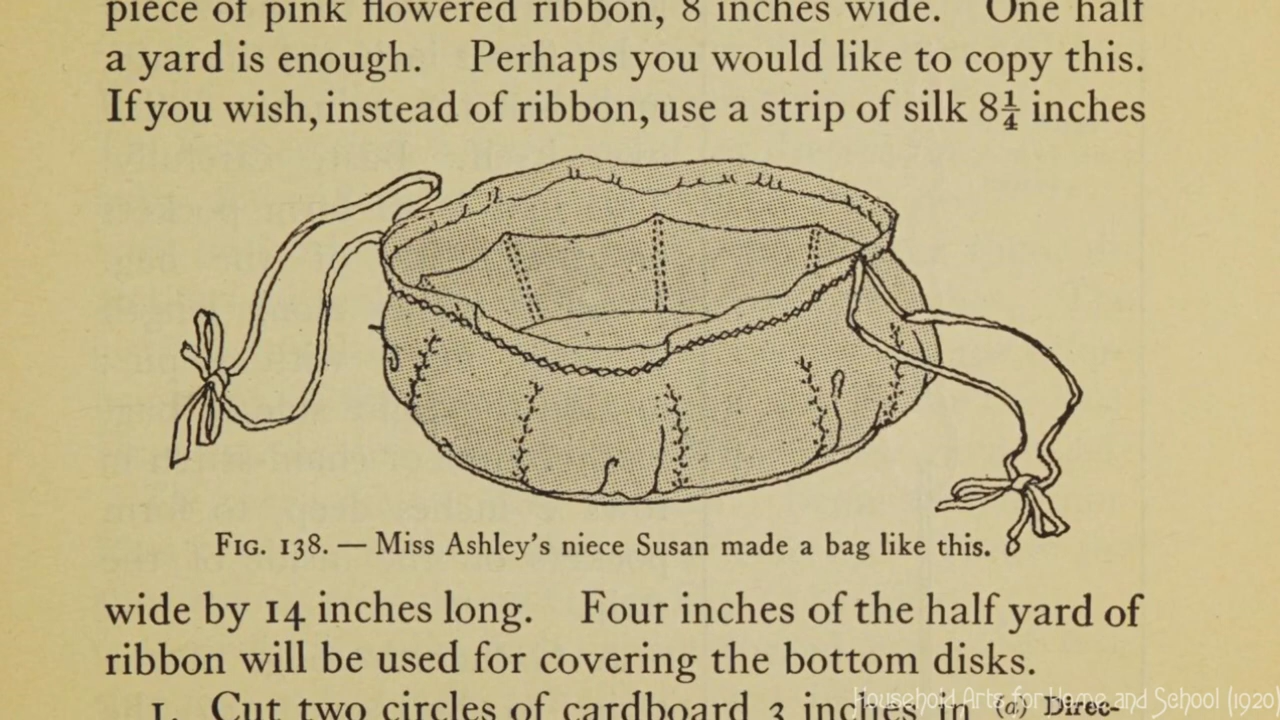 piece of pink flowered ribbon, 8 inches wide. One half
a yard is enough. Perhaps you would like to copy this.
If you wish, instead of ribbon, use a strip of silk 8¼ inches
FIG. 138. — Miss Ashley's niece Susan made a bag like this.
wide by 14 inches long. Four inches of the half yard of
ribbon will be used for covering the bottom disks.
1. Cut two circles of cardboard 3 inches in (a) Direc-
Household Arts for Home and School (1920)